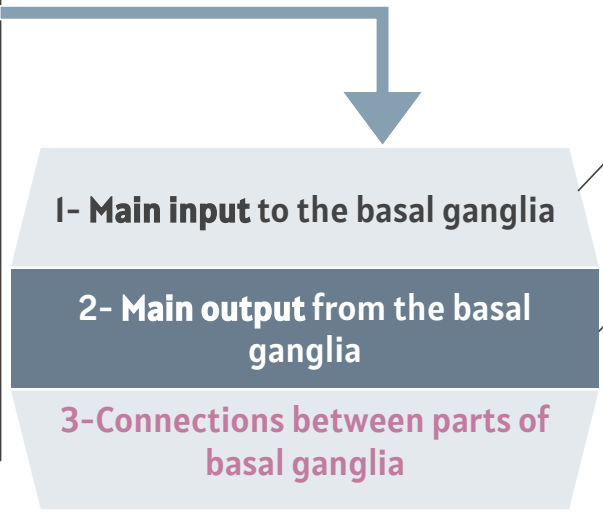 1- Main input to the basal ganglia
2- Main output from the basal
ganglia
3-Connections between parts of
basal ganglia